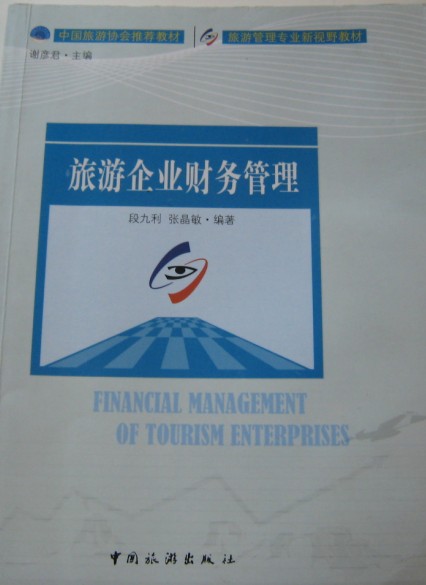 中国旅游协会推荐教材
旅游管理专业新视野教材
谢彦君·主编
旅游企业财务管理
段九利 张晶敏·编著
FINANCIAL MANAGEMENT
OF TOURISM ENTERPRISES
中国旅游出版社